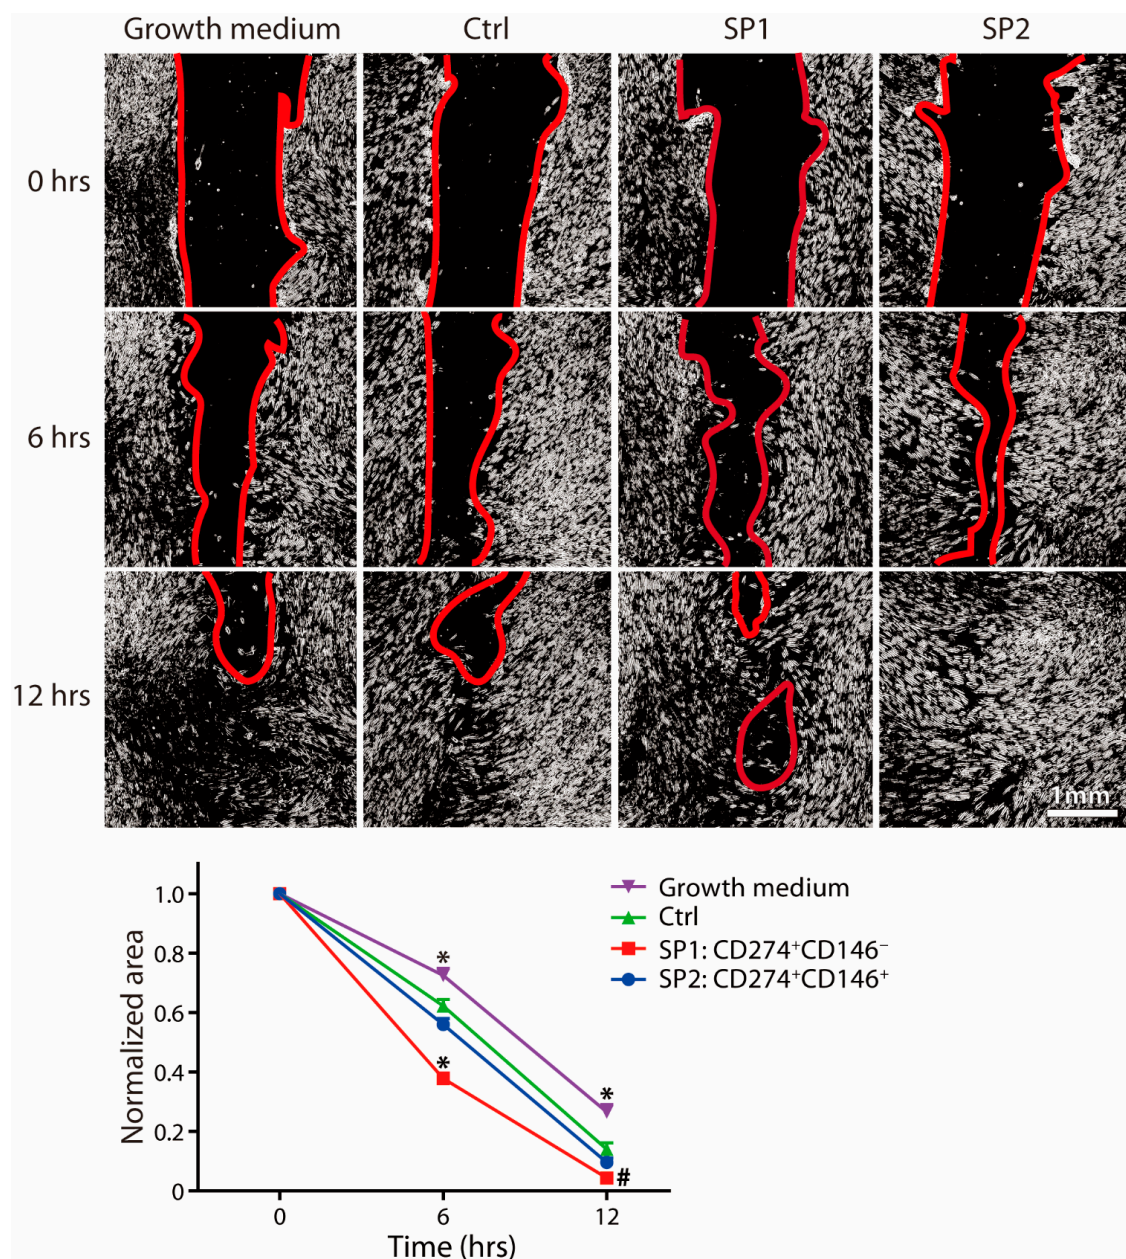 Growth medium Ctrl SP1 SP2
0 hrs
6 hrs
12 hrs
1mm
Growth medium
Ctrl
SP1: CD274⁺CD146⁻
SP2: CD274⁺CD146⁺
Normalized area
1.0
0.8
0.6
0.4
0.2
0
*
*
*
#
0 6 12
Time (hrs)